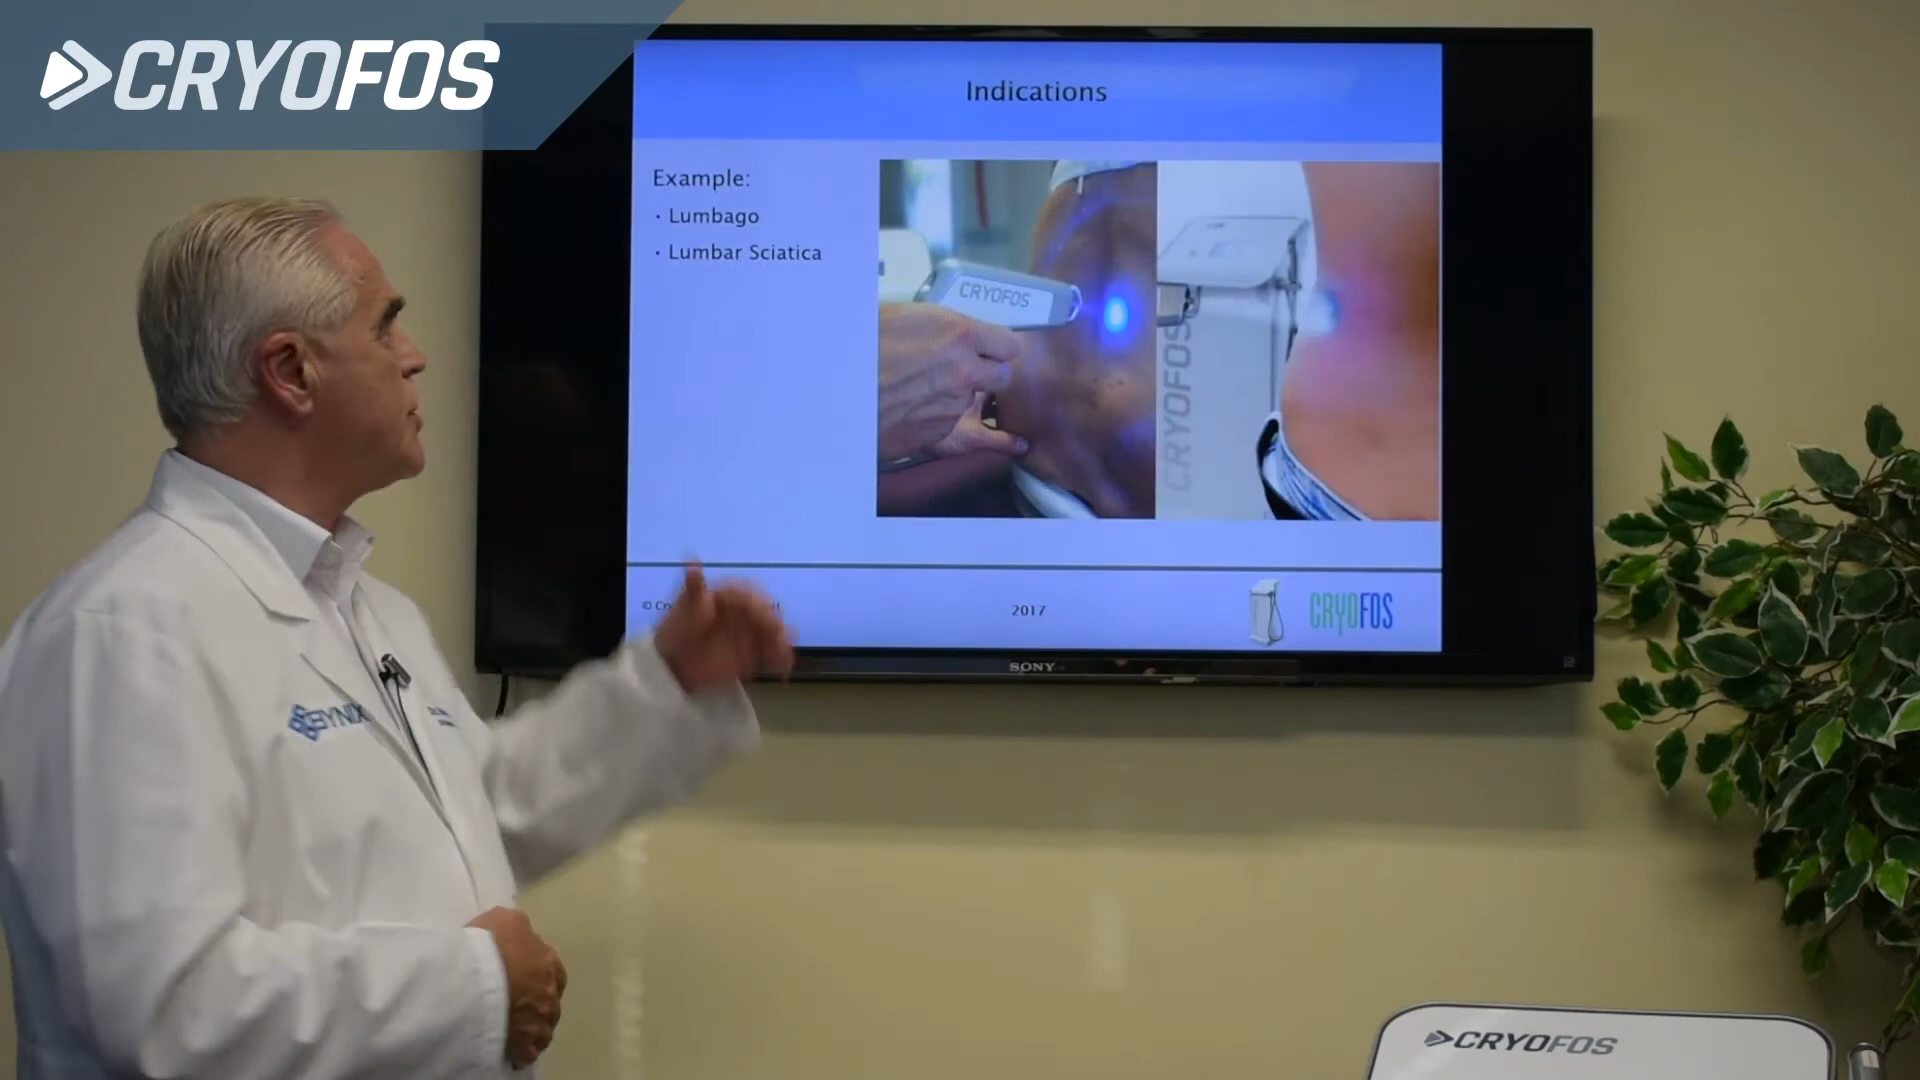 CRYOFOS
Indications
Example:
• Lumbago
• Lumbar Sciatica
CRYOFOS
CRYOFOS
2017
CRYOFOS
SONY
CRYOFOS